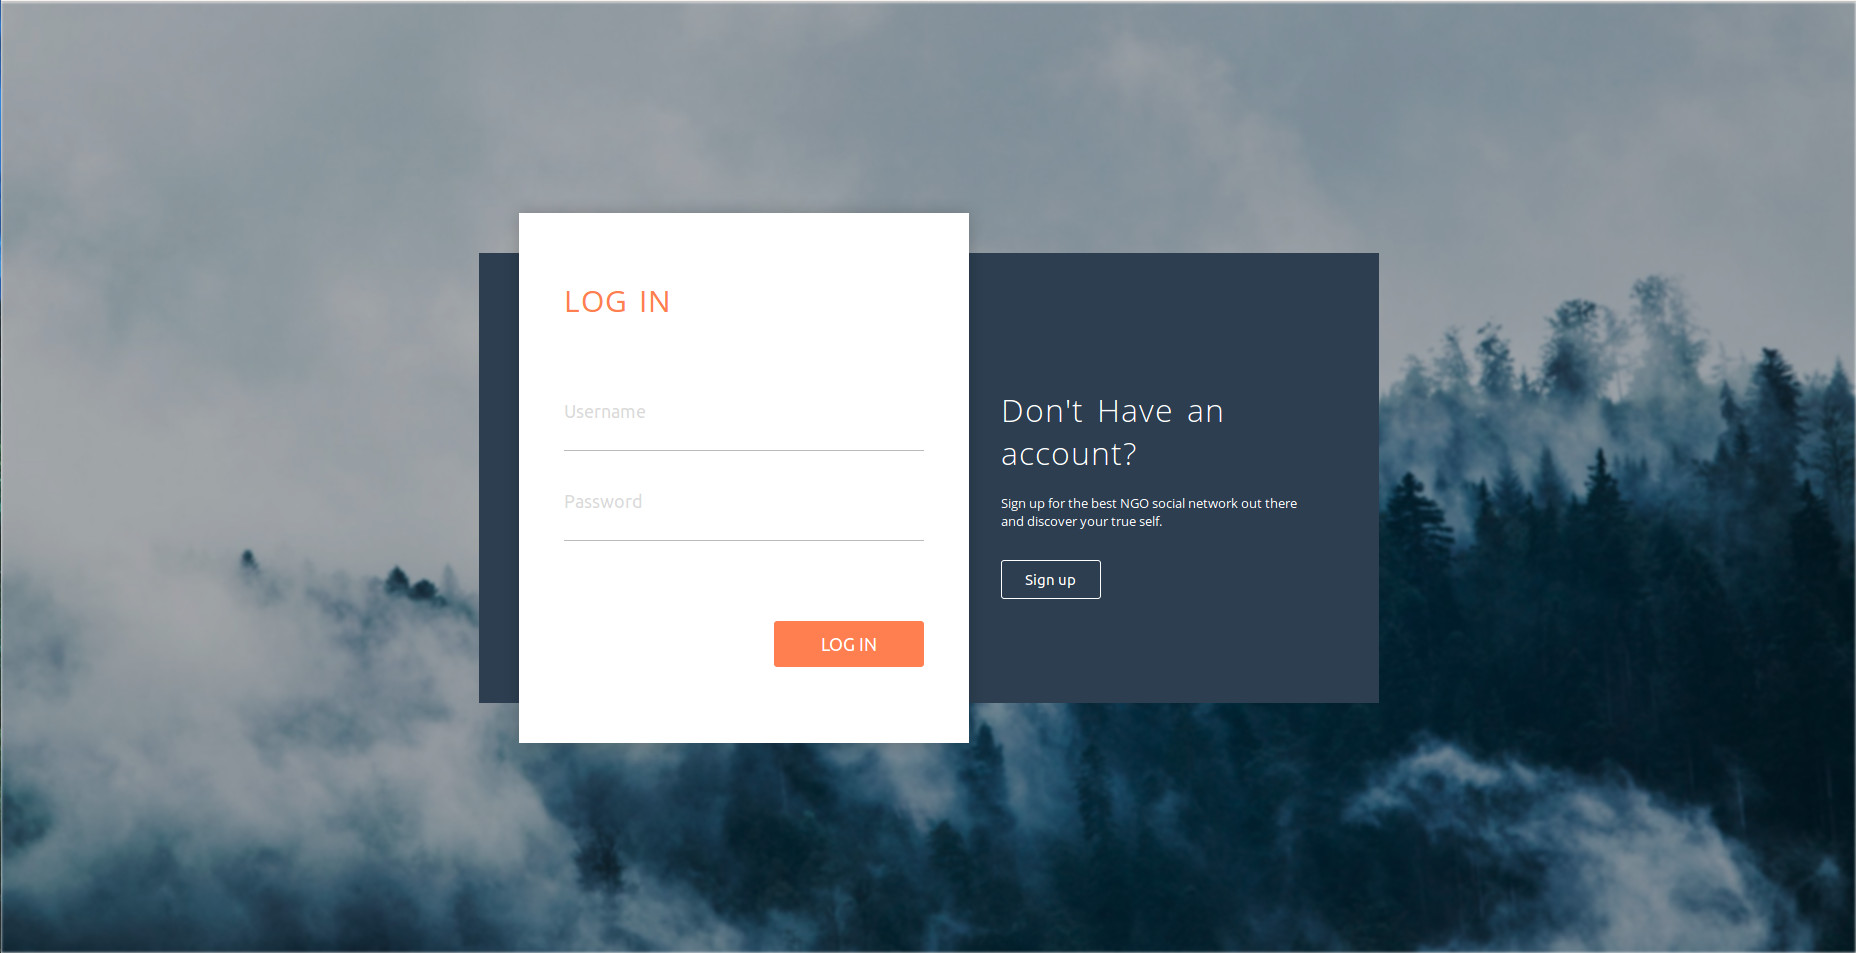 LOG IN
Username
Password
LOG IN
Don't Have an
account?
Sign up for the best NGO social network out there
and discover your true self.
Sign up